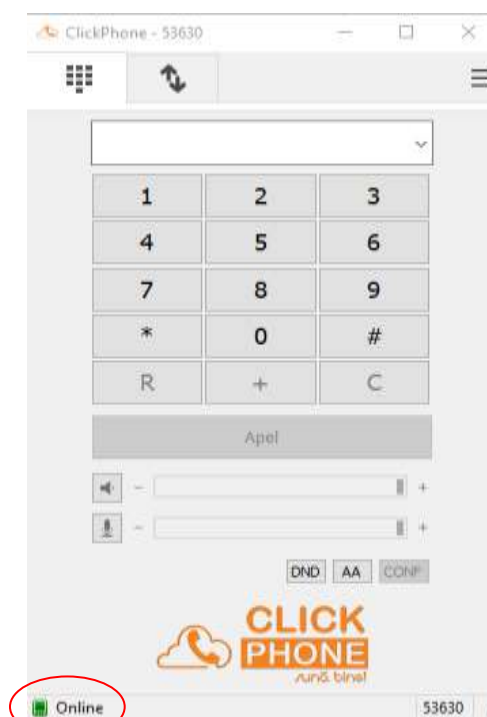 ClickPhone - 53630
1 2 3
4 5 6
7 8 9
* 0 #
R + C
Apel
- +
- +
DND AA CONF
CLICK
PHONE
sună bine!
Online 53630